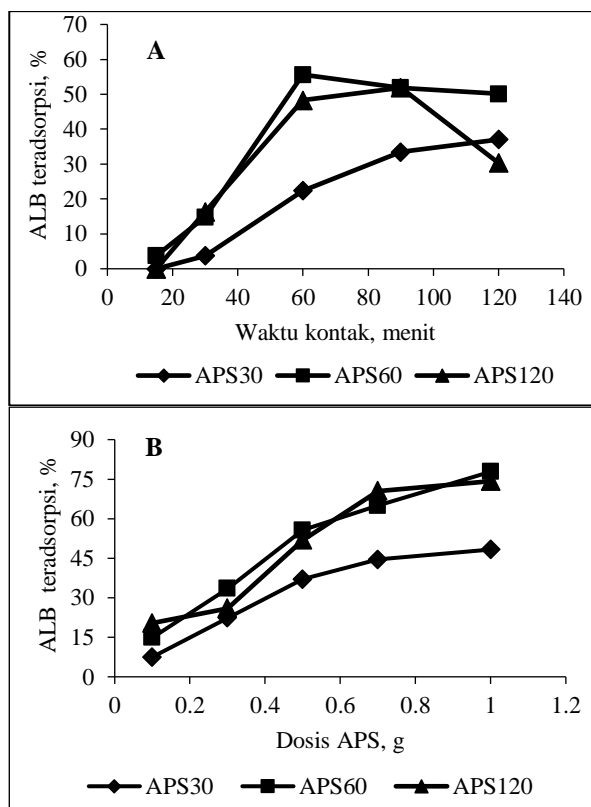 A
ALB teradsorpsi, %
70
60
50
40
30
20
10
0
0 20 40 60 80 100 120 140
Waktu kontak, menit
APS30 APS60 APS120
B
ALB teradsorpsi, %
90
75
60
45
30
15
0
0 0.2 0.4 0.6 0.8 1 1.2
Dosis APS, g
APS30 APS60 APS120